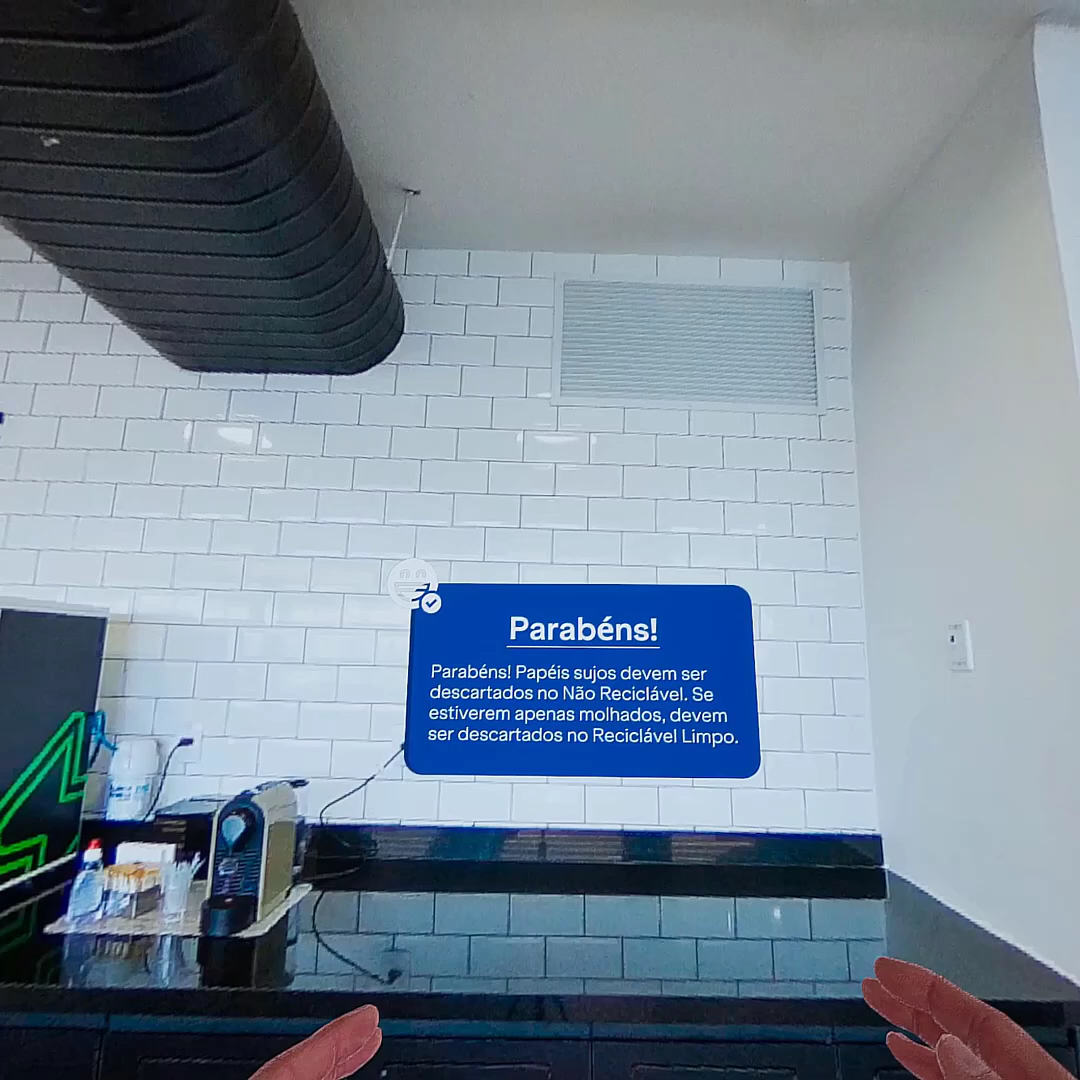 Parabéns!
Parabéns! Papéis sujos devem ser
descartados no Não Reciclável. Se
estiverem apenas molhados, devem
ser descartados no Reciclável Limpo.